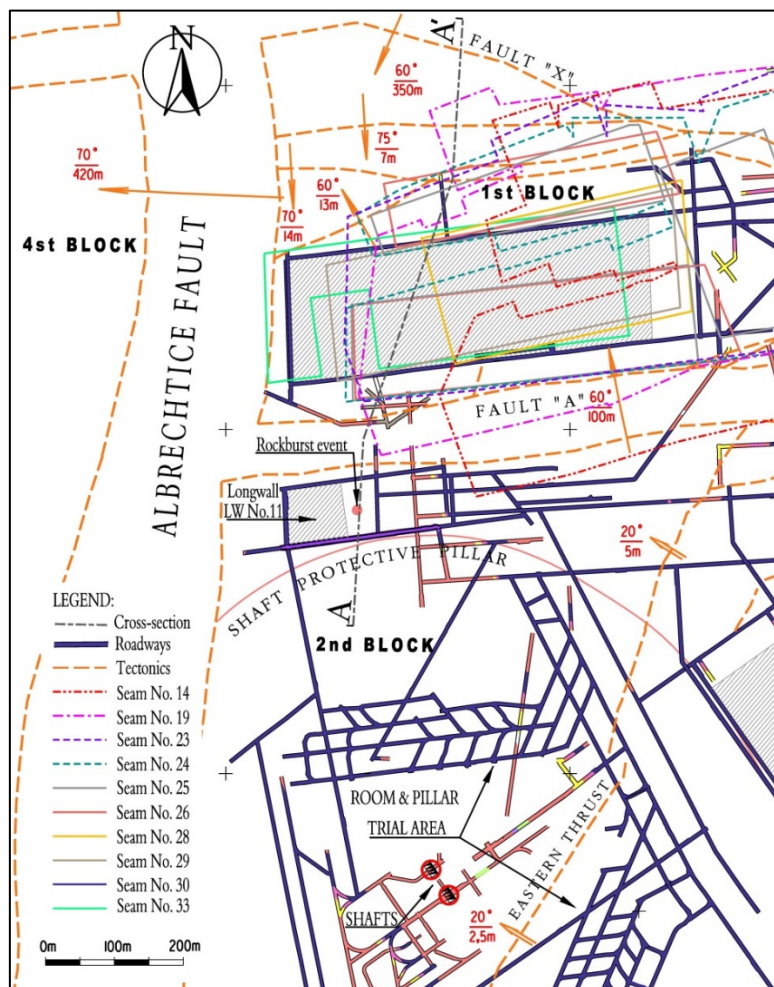 N
A'
FAULT "X"
60°
350m
75°
7m
70°
420m
60°
13m
1st BLOCK
70°
14m
4st BLOCK
ALBRECHTICE FAULT
FAULT "A"
60°
100m
Rockburst event
Longwall
LW No.11
20°
5m
SHAFT PROTECTIVE PILLAR
A
2nd BLOCK
LEGEND:
Cross-section
Roadways
Tectonics
Seam No. 14
Seam No. 19
Seam No. 23
Seam No. 24
Seam No. 25
Seam No. 26
Seam No. 28
Seam No. 29
Seam No. 30
Seam No. 33
0m 100m 200m
ROOM & PILLAR
TRIAL AREA
EASTERN THRUST
SHAFTS
20°
2,5m